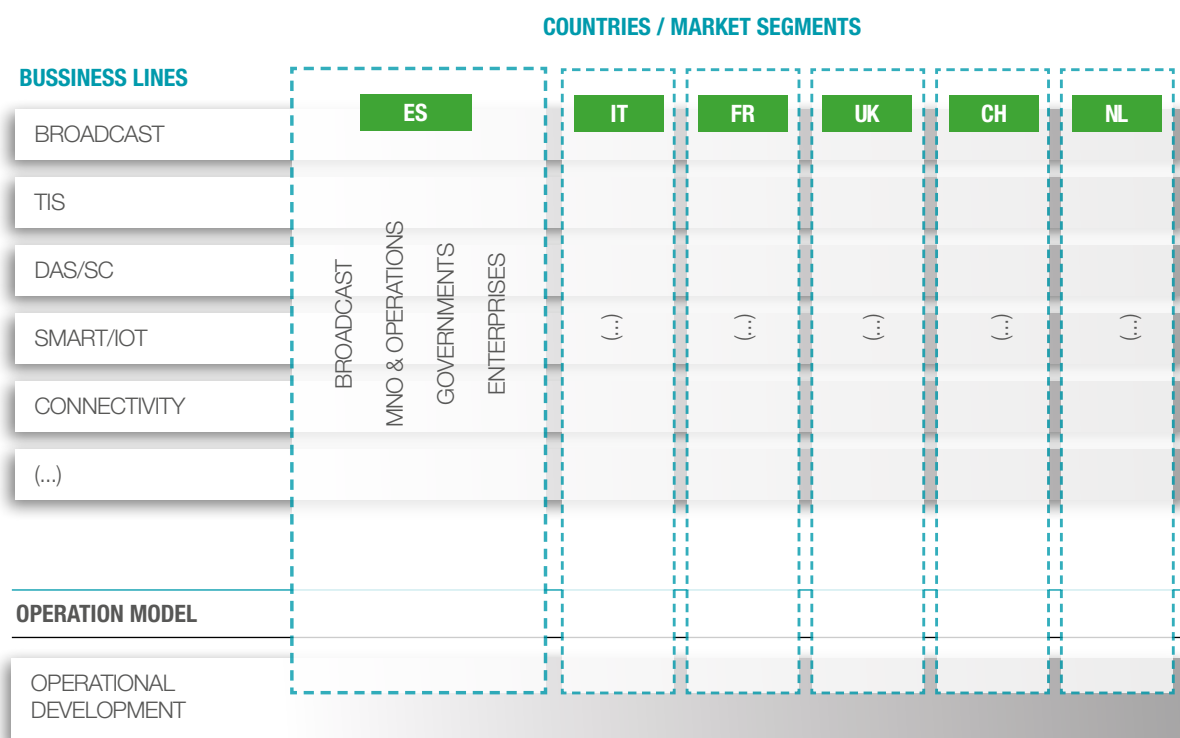 COUNTRIES / MARKET SEGMENTS
BUSSINESS LINES
ES
IT
FR
UK
CH
NL
BROADCAST
TIS
DAS/SC
SMART/IOT
CONNECTIVITY
(...)
BROADCAST
MNO & OPERATIONS
GOVERNMENTS
ENTERPRISES
(...)
(...)
(...)
(...)
(...)
OPERATION MODEL
OPERATIONAL
DEVELOPMENT